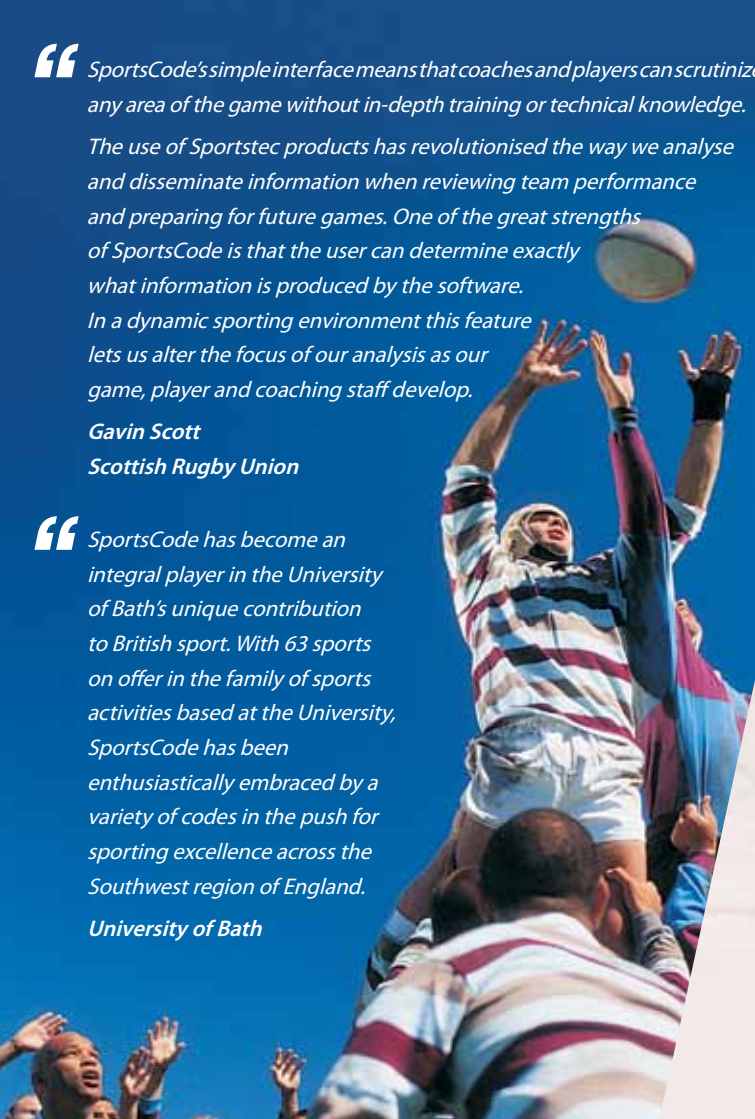 “ SportsCode’s simple interface means that coaches and players can scrutinize
any area of the game without in-depth training or technical knowledge.
The use of Sportstec products has revolutionised the way we analyse
and disseminate information when reviewing team performance
and preparing for future games. One of the great strengths
of SportsCode is that the user can determine exactly
what information is produced by the software.
In a dynamic sporting environment this feature
lets us alter the focus of our analysis as our
game, player and coaching staff develop.
Gavin Scott
Scottish Rugby Union
“ SportsCode has become an
integral player in the University
of Bath’s unique contribution
to British sport. With 63 sports
on offer in the family of sports
activities based at the University,
SportsCode has been
enthusiastically embraced by a
variety of codes in the push for
sporting excellence across the
Southwest region of England.
University of Bath